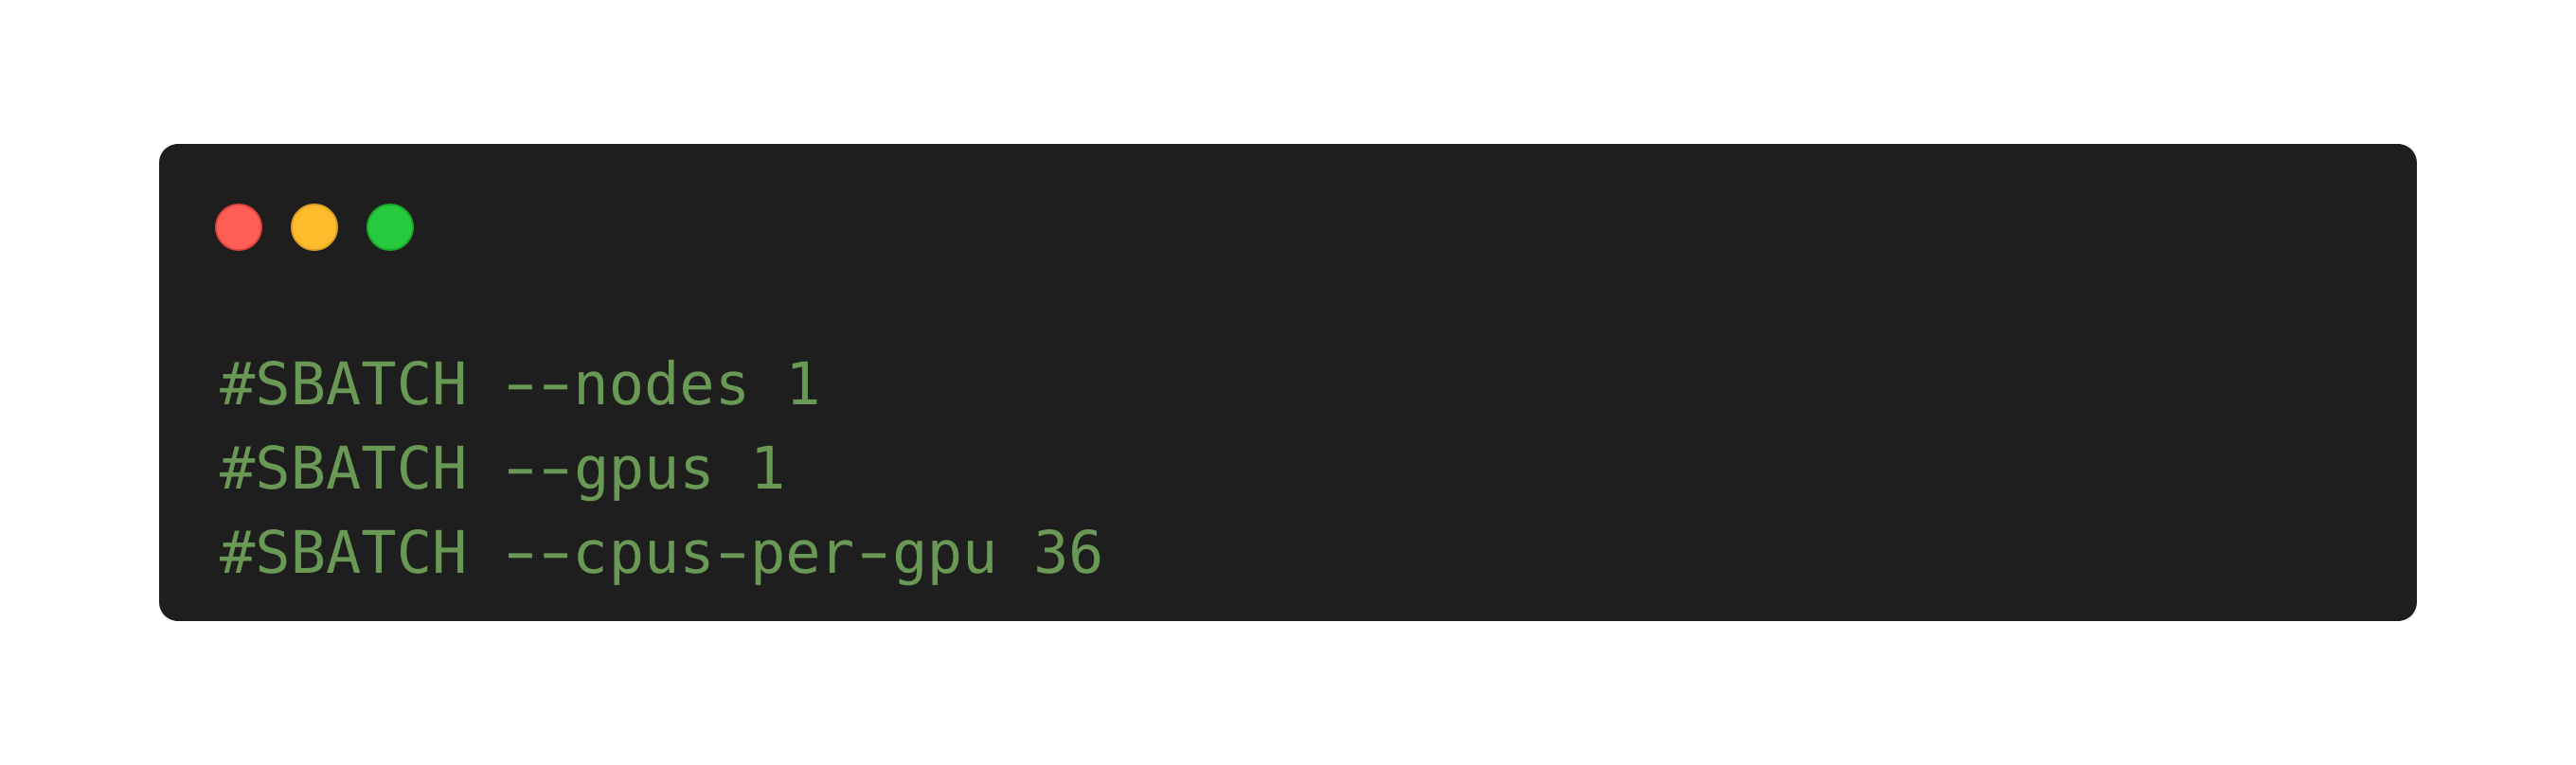 #SBATCH --nodes 1
#SBATCH --gpus 1
#SBATCH --cpus-per-gpu 36